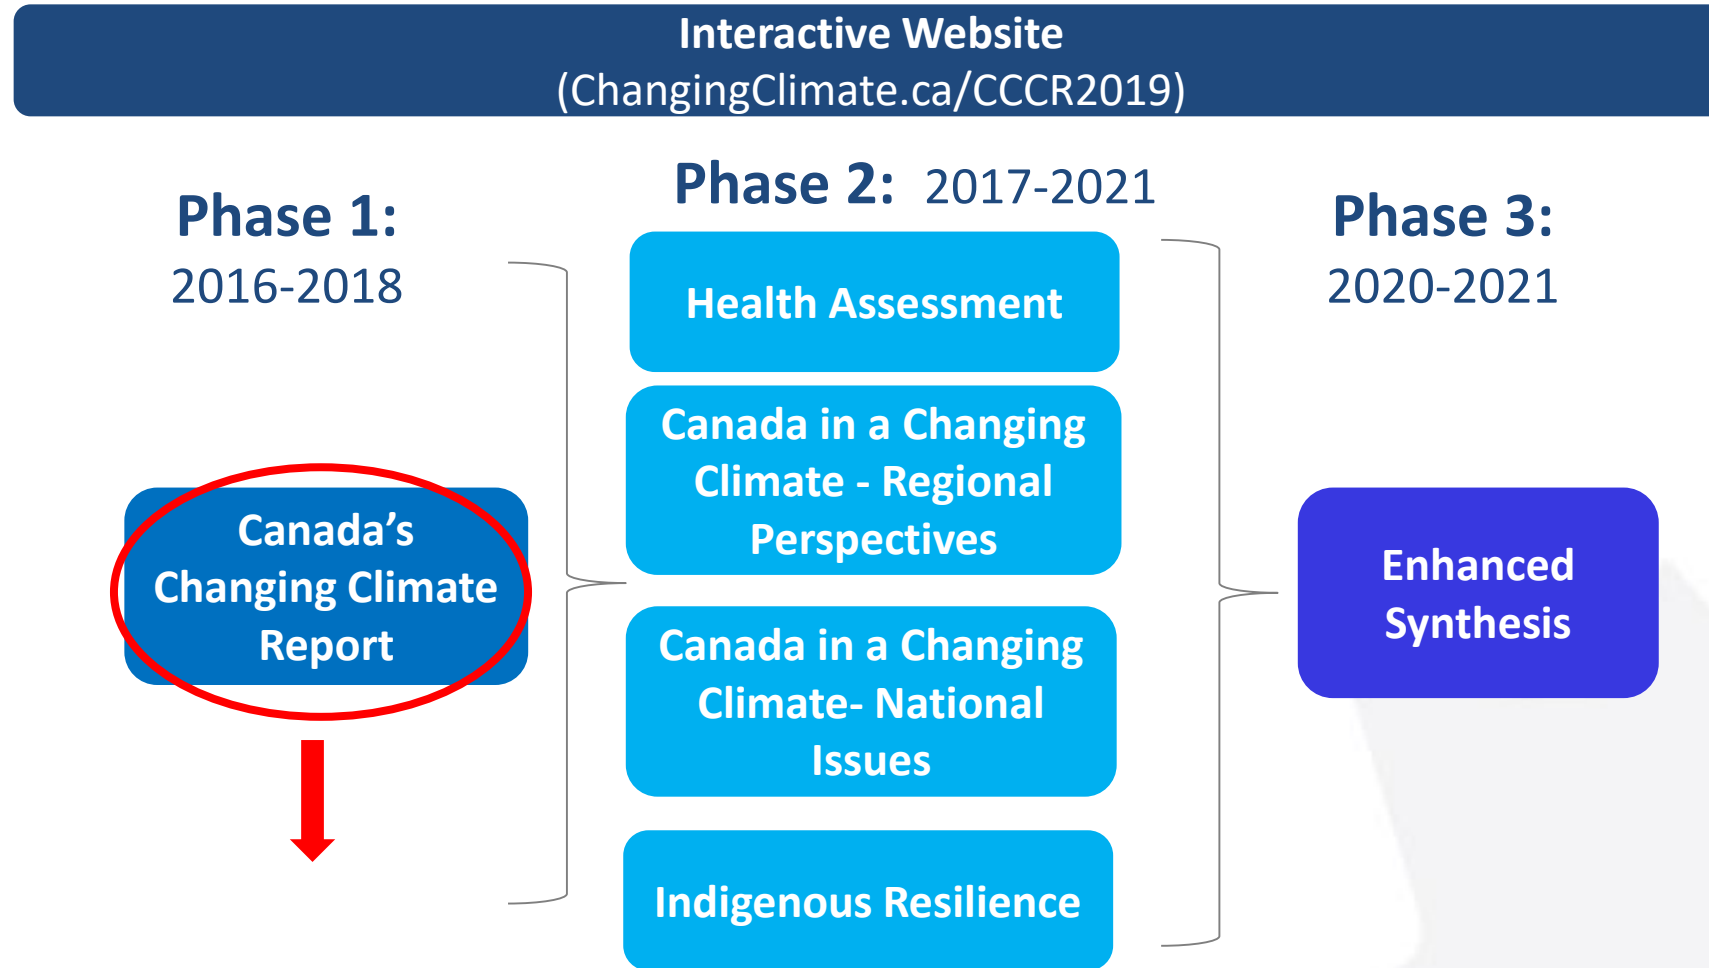 Interactive Website
(ChangingClimate.ca/CCCR2019)
Phase 1:
2016-2018
Canada’s
Changing Climate
Report
Phase 2: 2017-2021
Health Assessment
Canada in a Changing
Climate - Regional
Perspectives
Canada in a Changing
Climate- National
Issues
Indigenous Resilience
Phase 3:
2020-2021
Enhanced
Synthesis